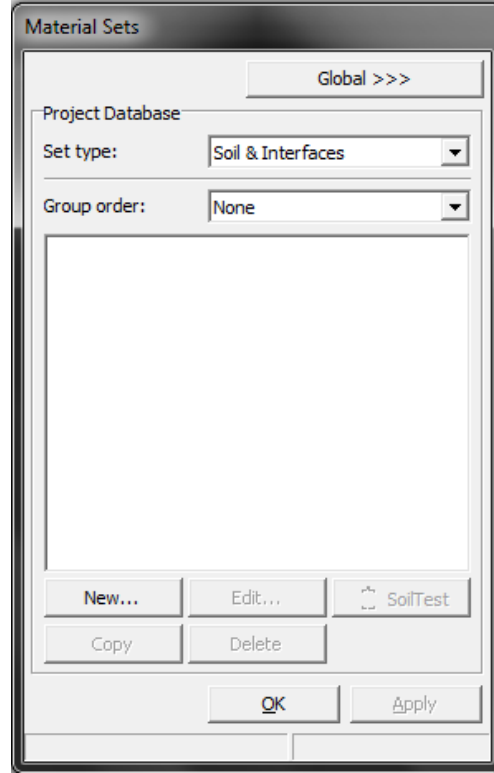 Material Sets
Global >>>
Project Database
Set type: Soil & Interfaces
Group order: None
New... Edit... SoilTest
Copy Delete
OK Apply